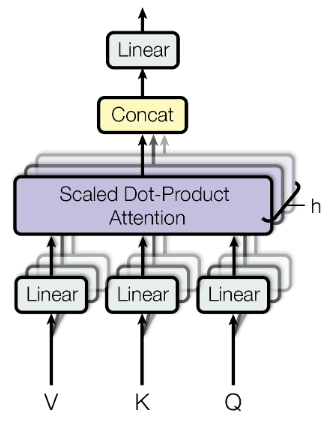 Linear
Concat
Scaled Dot-Product
Attention
h
Linear
Linear
Linear
V
K
Q